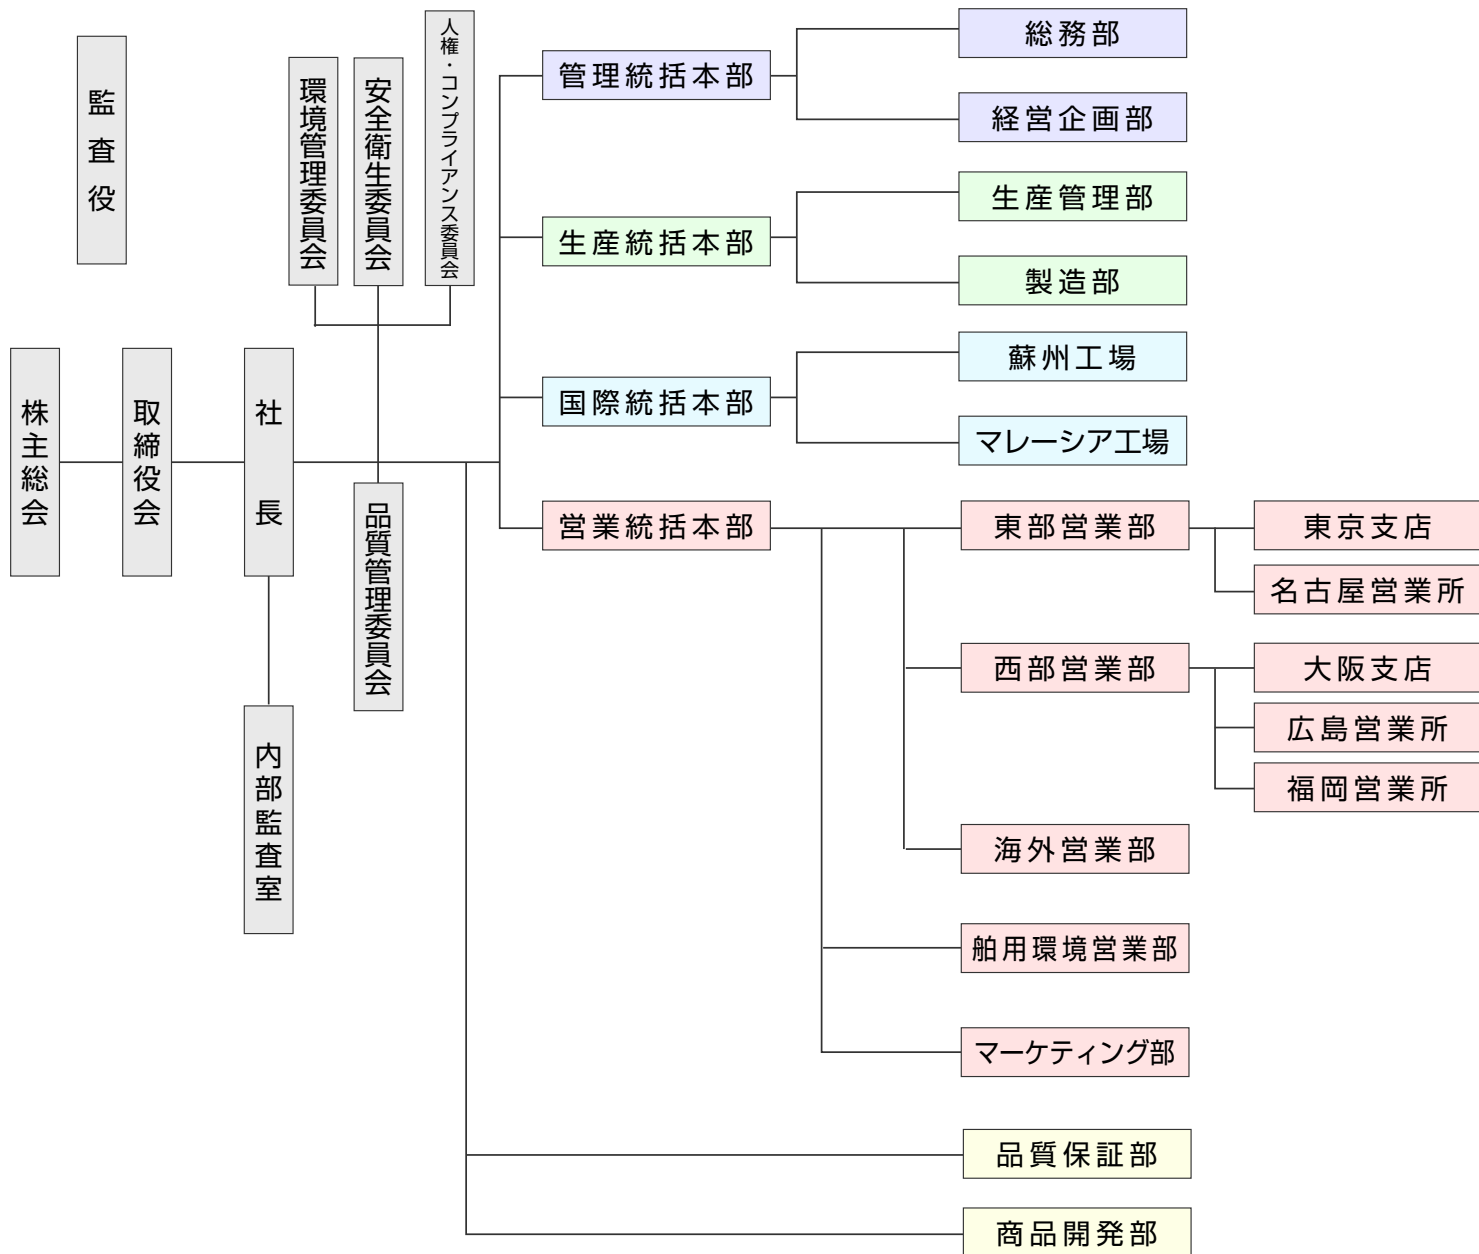 監査役
環境管理委員会
安全衛生委員会
人権・コンプライアンス委員会
株主総会
取締役会
社長
品質管理委員会
内部監査室
管理統括本部
総務部
経営企画部
生産統括本部
生産管理部
製造部
国際統括本部
蘇州工場
マレーシア工場
営業統括本部
東部営業部
東京支店
名古屋営業所
西部営業部
大阪支店
広島営業所
福岡営業所
海外営業部
舶用環境営業部
マーケティング部
品質保証部
商品開発部